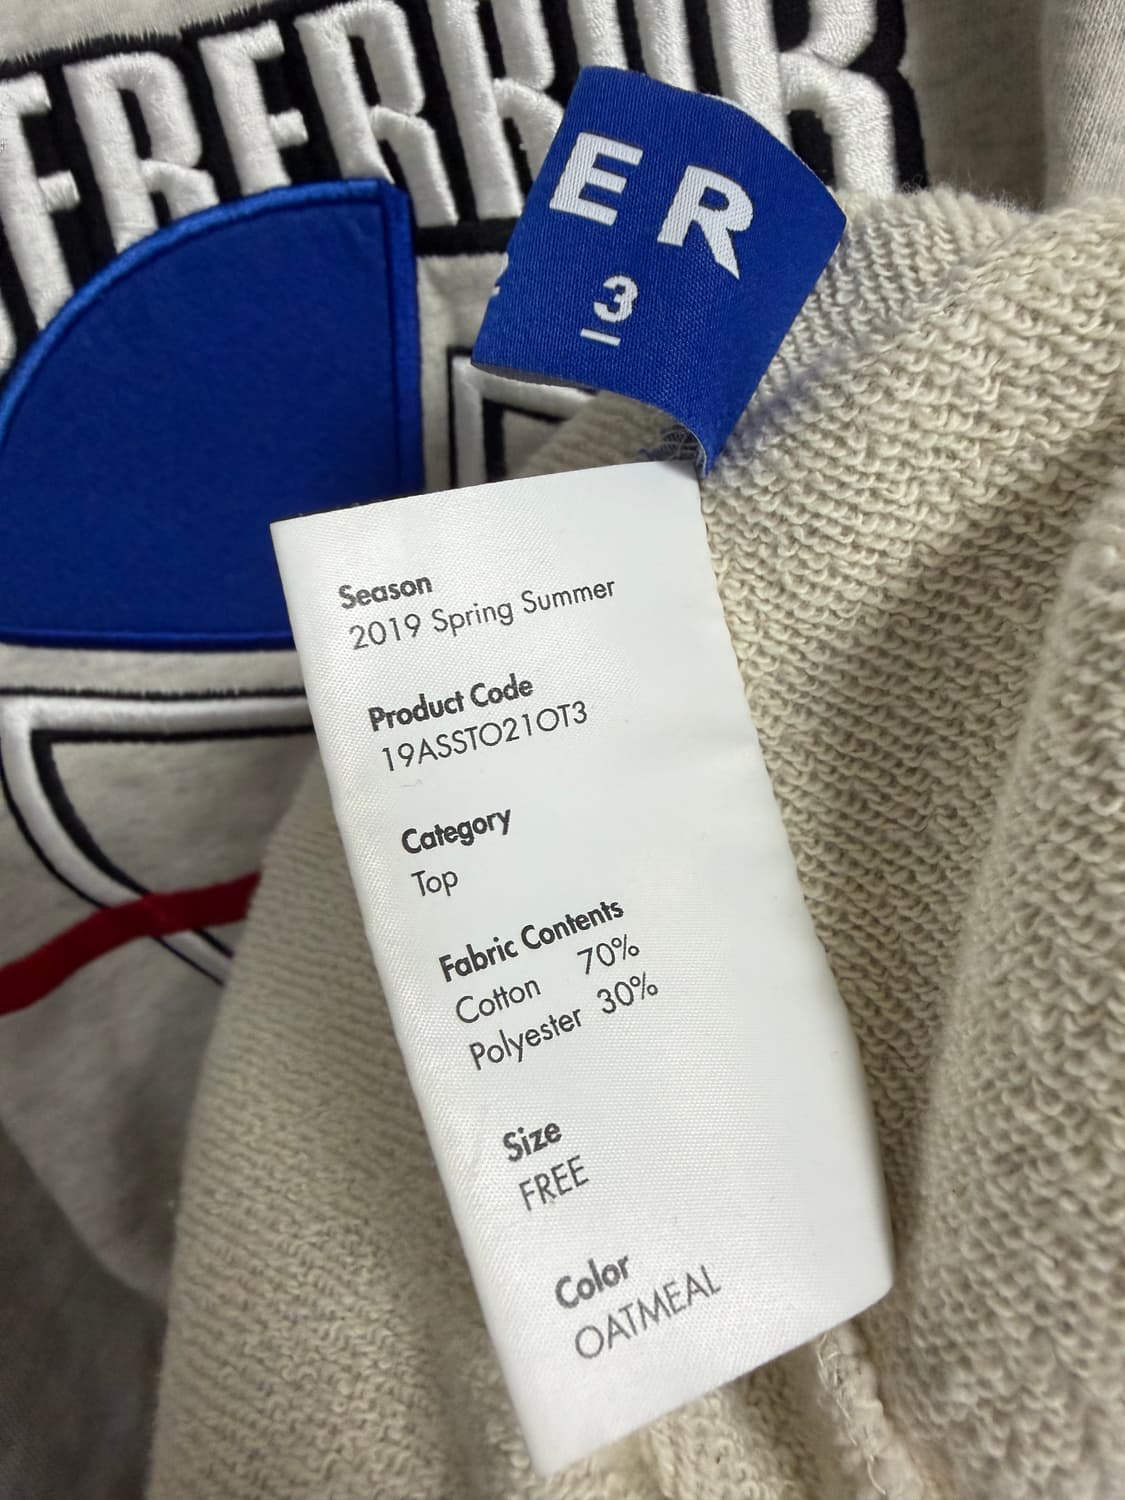 ERROR
ER
3
Season
2019 Spring Summer
Product Code
19ASSTO21OT3
Category
Top
Fabric Contents
Cotton 70%
Polyester 30%
Size
FREE
Color
OATMEAL